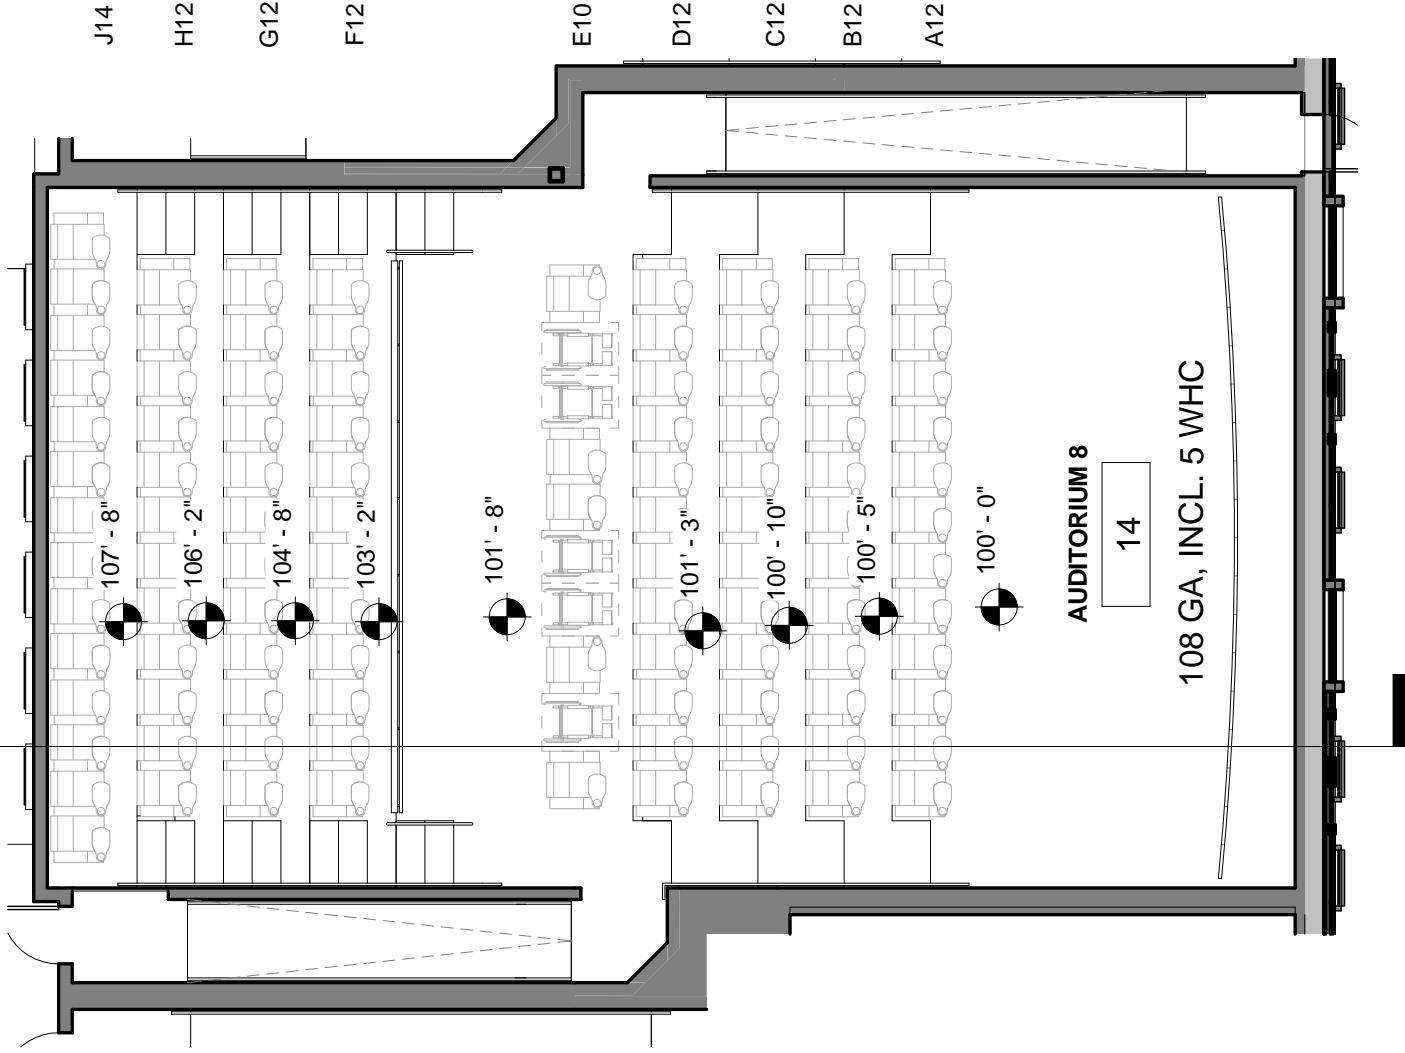 J14
H12
G12
F12
E10
D12
C12
B12
A12
107' - 8"
106' - 2"
104' - 8"
103' - 2"
101' - 8"
101' - 3"
100' - 10"
100' - 5"
100' - 0"
AUDITORIUM 8
14
108 GA, INCL. 5 WHC